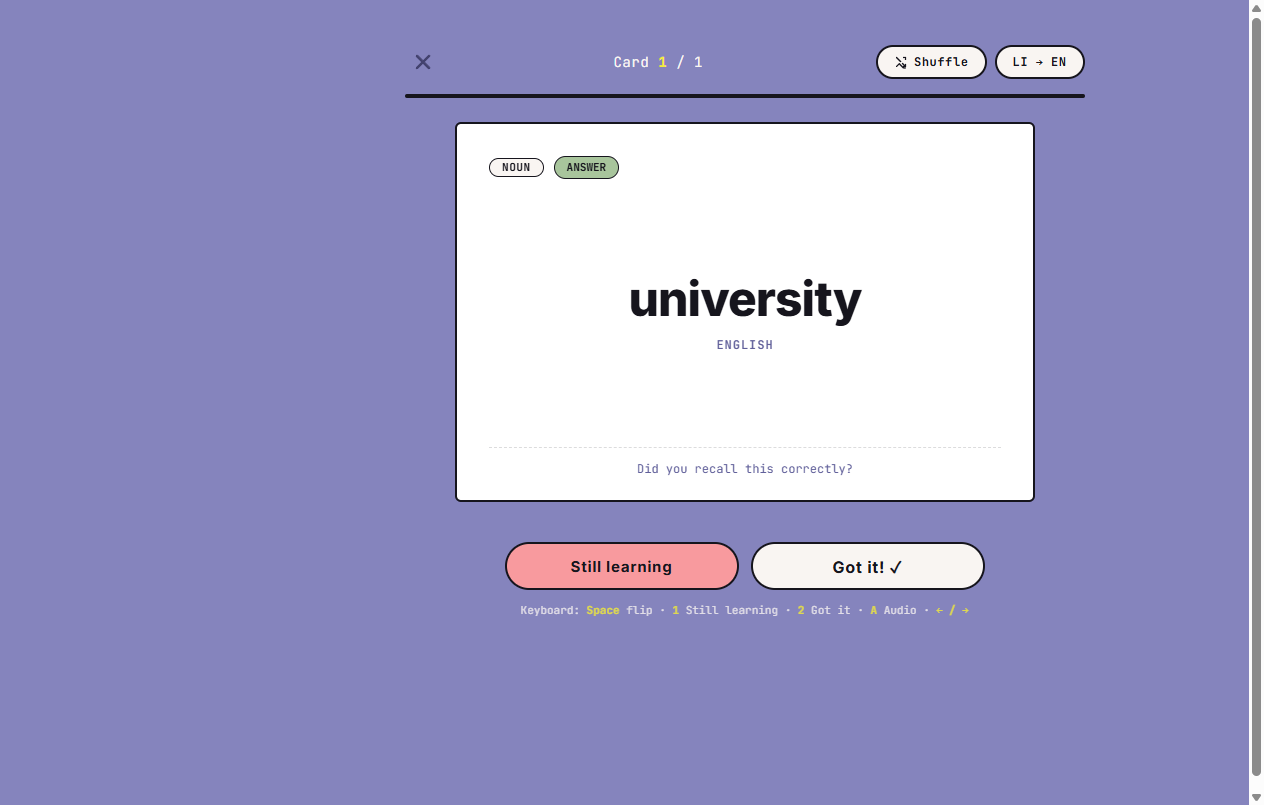 Card 1 / 1
Shuffle
LI → EN
NOUN
ANSWER
university
ENGLISH
Did you recall this correctly?
Still learning
Got it! ✓
Keyboard: Space flip · 1 Still learning · 2 Got it · A Audio · ← / →